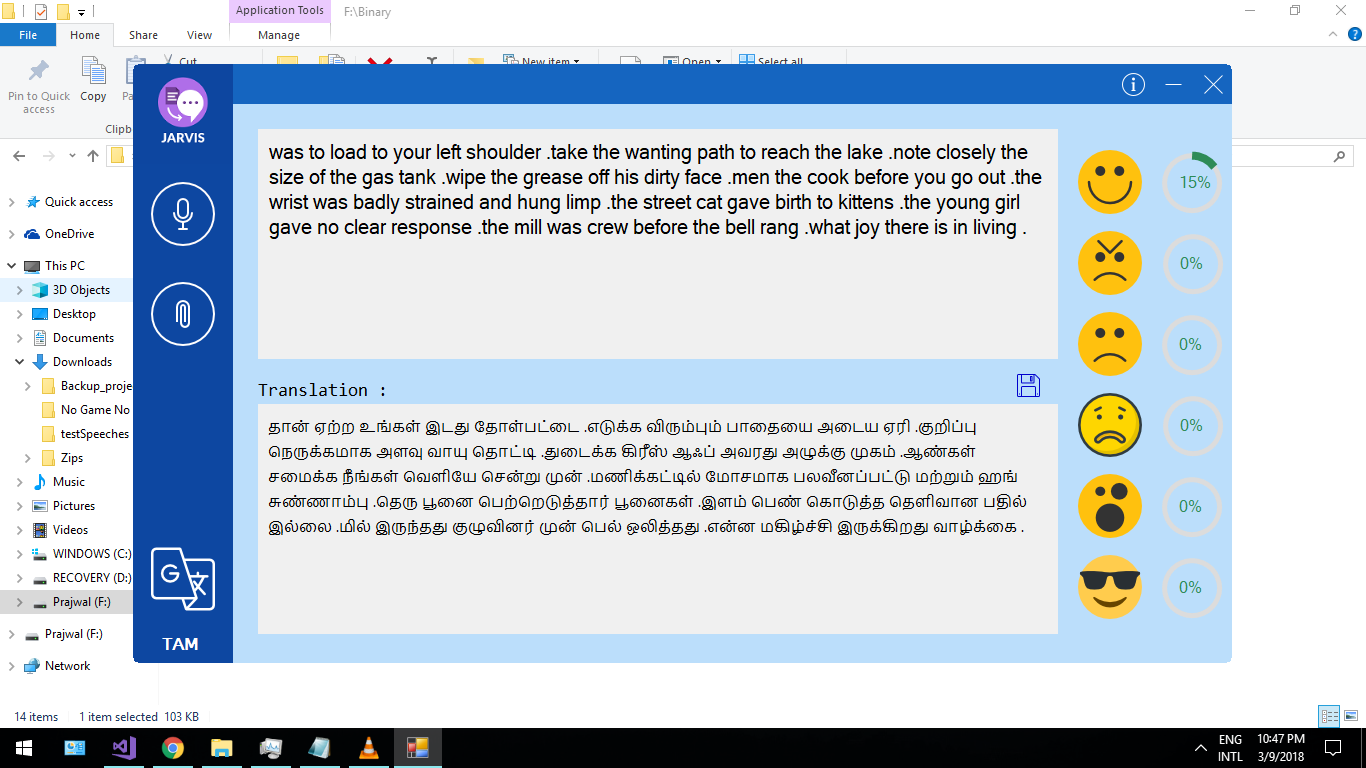 Application Tools
F:\Binary
File
Home
Share
View
Manage
Cut
New item
Open
Select all
Pin to Quick access
Copy
Clipb
JARVIS
was to load to your left shoulder .take the wanting path to reach the lake .note closely the
size of the gas tank .wipe the grease off his dirty face .men the cook before you go out .the
wrist was badly strained and hung limp .the street cat gave birth to kittens .the young girl
gave no clear response .the mill was crew before the bell rang .what joy there is in living .
15%
0%
0%
0%
0%
0%
Translation :
தான் ஏற்ற உங்கள் இடது தோள்பட்டை .எடுக்க விரும்பும் பாதையை அடைய ஏரி .குறிப்பு
நெருக்கமாக அளவு வாயு தொட்டி .துடைக்க கிரீஸ் ஆஃப் அவரது அழுக்கு முகம் .ஆண்கள்
சமைக்க நீங்கள் வெளியே சென்று முன் .மணிக்கட்டில் மோசமாக பலவீனப்பட்டு மற்றும் ஹங்
சுண்ணாம்பு .தெரு பூனை பெற்றெடுத்தார் பூனைகள் .இளம் பெண் கொடுத்த தெளிவான பதில்
இல்லை .மில் இருந்தது குழுவினர் முன் பெல் ஒலித்தது .என்ன மகிழ்ச்சி இருக்கிறது வாழ்க்கை .
TAM
Quick access
OneDrive
This PC
3D Objects
Desktop
Documents
Downloads
Backup_proje
No Game No
testSpeeches
Zips
Music
Pictures
Videos
WINDOWS (C:)
RECOVERY (D:)
Prajwal (F:)
Prajwal (F:)
Network
14 items 1 item selected 103 KB
ENG
INTL
10:47 PM
3/9/2018